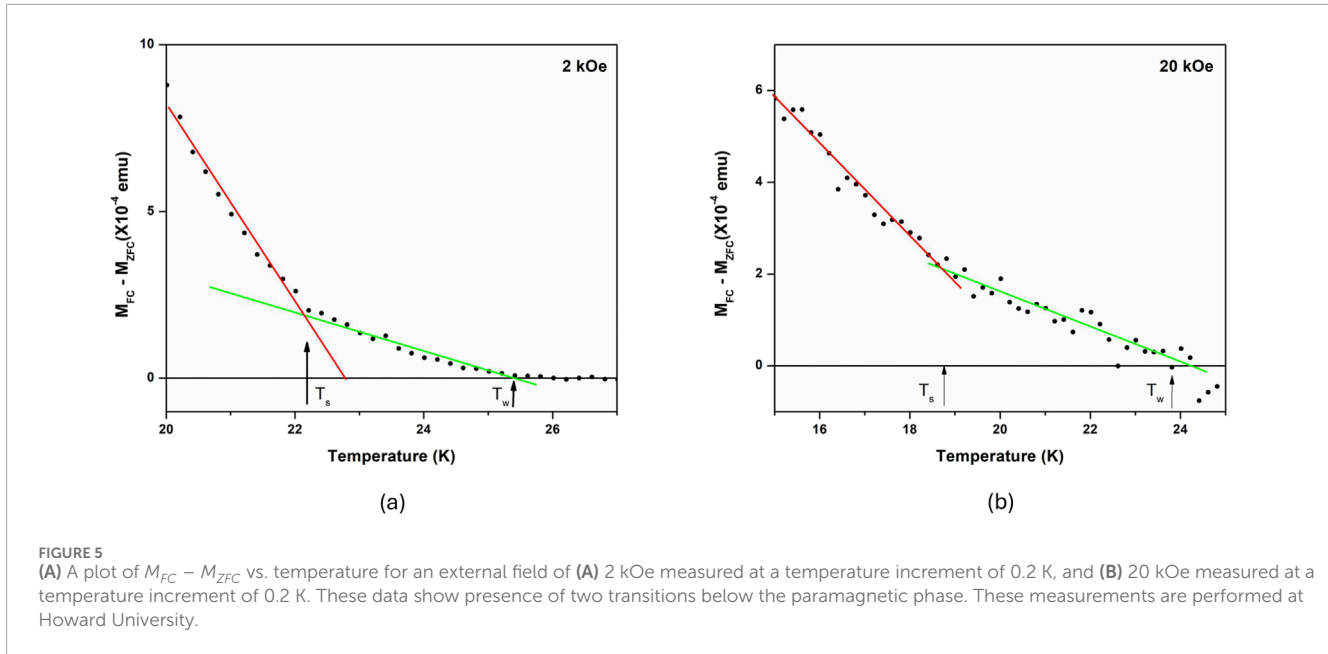 10
5
0
20
22
24
26
2 kOe
M_FC - M_ZFC(X10^-4 emu)
T_s
T_w
Temperature (K)
(a)
6
4
2
0
16
18
20
22
24
20 kOe
M_FC - M_ZFC(X10^-4 emu)
T_s
T_w
Temperature (K)
(b)
FIGURE 5
(A) A plot of M_FC − M_ZFC vs. temperature for an external field of (A) 2 kOe measured at a temperature increment of 0.2 K, and (B) 20 kOe measured at a
temperature increment of 0.2 K. These data show presence of two transitions below the paramagnetic phase. These measurements are performed at
Howard University.